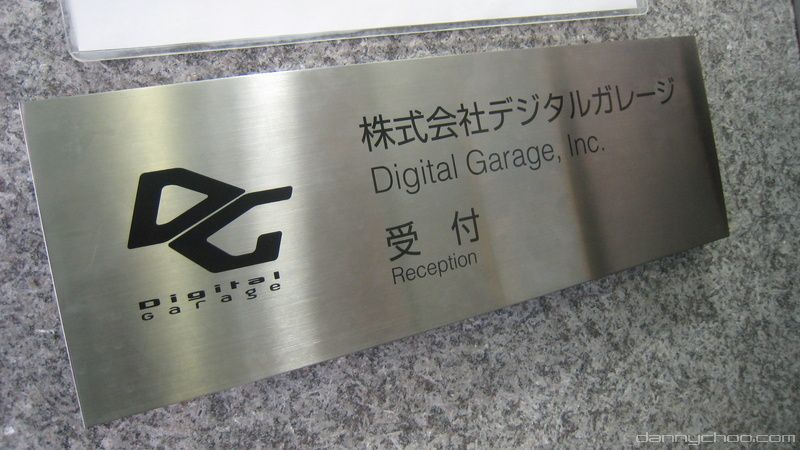 株式会社デジタルガレージ
Digital Garage, Inc.
受付
Reception
DG
Digital
Garage
dannychoo.com